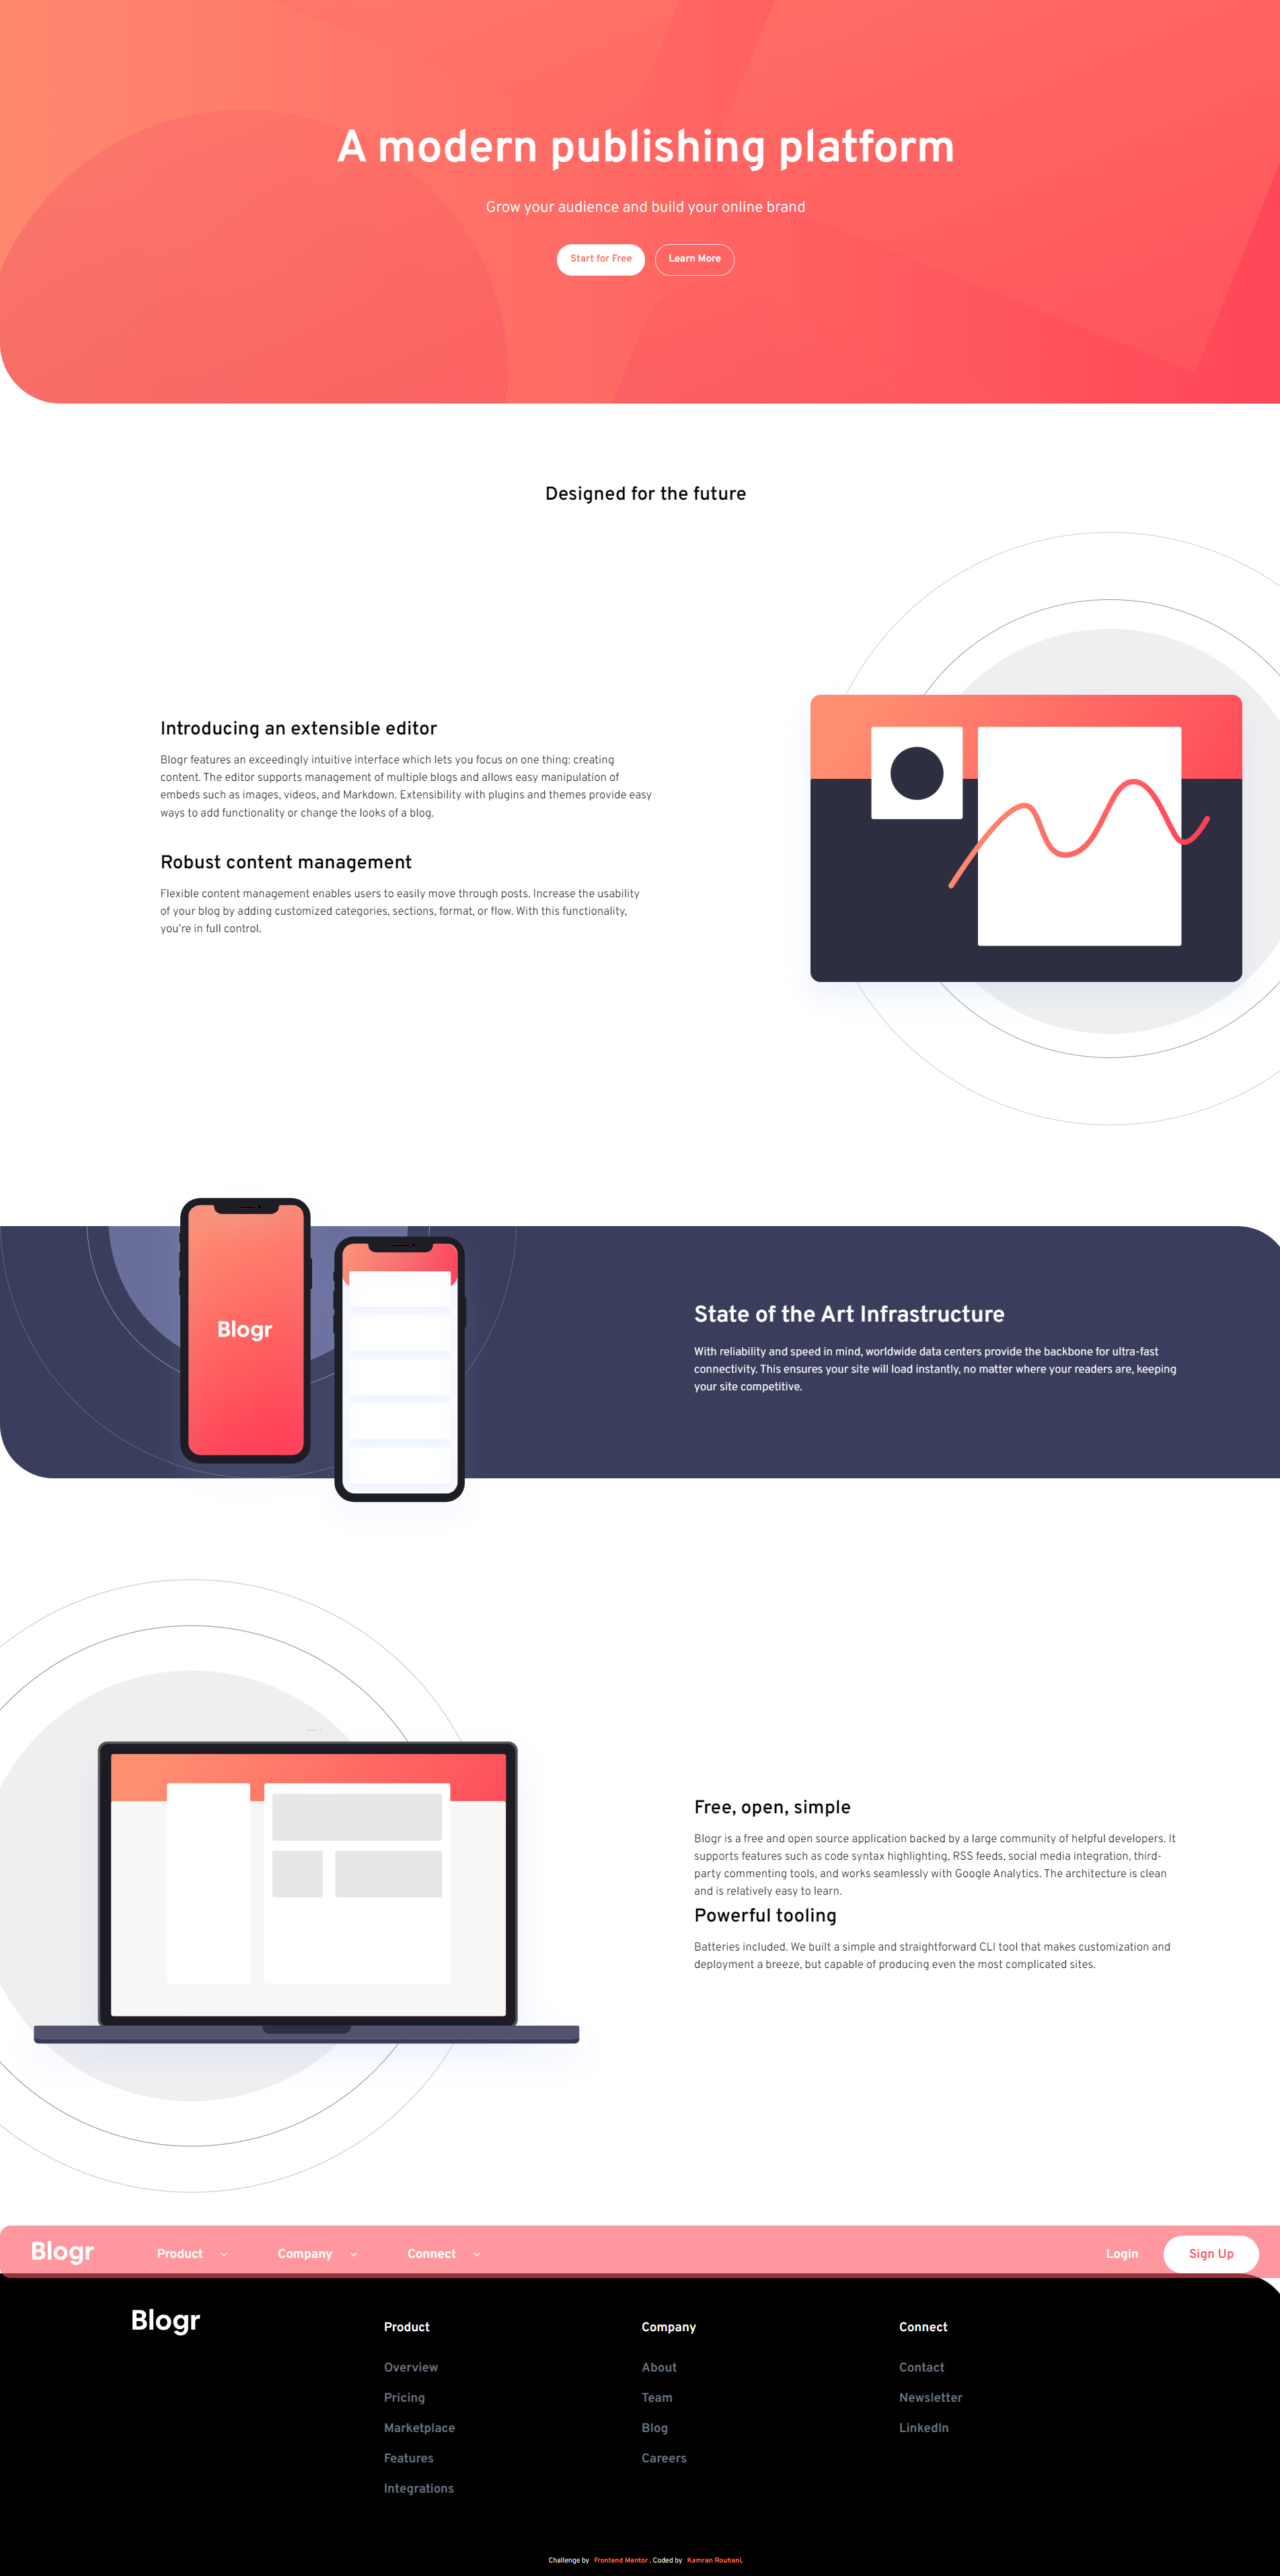 A modern publishing platform
Grow your audience and build your online brand
Start for Free
Learn More
Designed for the future
Introducing an extensible editor
Blogr features an exceedingly intuitive interface which lets you focus on one thing: creating
content. The editor supports management of multiple blogs and allows easy manipulation of
embeds such as images, videos, and Markdown. Extensibility with plugins and themes provide easy
ways to add functionality or change the looks of a blog.
Robust content management
Flexible content management enables users to easily move through posts. Increase the usability
of your blog by adding customized categories, sections, format, or flow. With this functionality,
you're in full control.
Blogr
State of the Art Infrastructure
With reliability and speed in mind, worldwide data centers provide the backbone for ultra-fast
connectivity. This ensures your site will load instantly, no matter where your readers are, keeping
your site competitive.
Free, open, simple
Blogr is a free and open source application backed by a large community of helpful developers. It
supports features such as code syntax highlighting, RSS feeds, social media integration, third-
party commenting tools, and works seamlessly with Google Analytics. The architecture is clean
and is relatively easy to learn.
Powerful tooling
Batteries included. We built a simple and straightforward CLI tool that makes customization and
deployment a breeze, but capable of producing even the most complicated sites.
Blogr Product Company Connect Login Sign Up
Blogr
Product
Overview
Pricing
Marketplace
Features
Integrations
Company
About
Team
Blog
Careers
Connect
Contact
Newsletter
LinkedIn
Challenge by Frontend Mentor . Coded by Kamran RouhanL